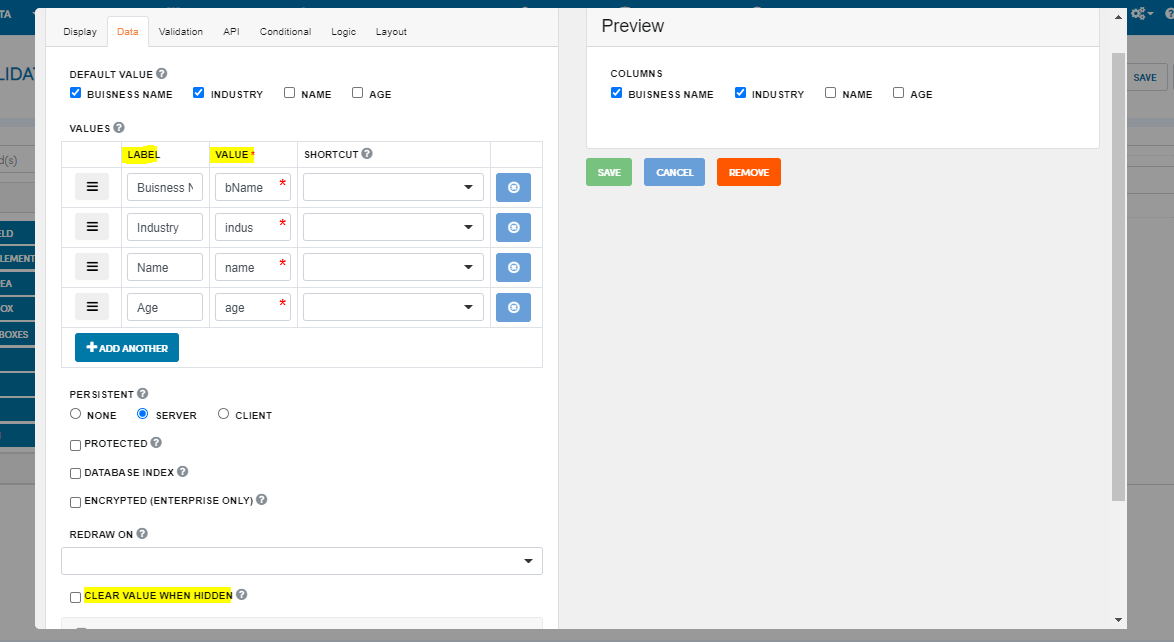 TA
LIDAT
d(s)
ELD
LEMENT
EA
OX
BOXES
Display Data Validation API Conditional Logic Layout
DEFAULT VALUE
BUISNESS NAME INDUSTRY NAME AGE
VALUES
LABEL VALUE * SHORTCUT
Buisness N bName *
Industry indus *
Name name *
Age age *
ADD ANOTHER
PERSISTENT
NONE SERVER CLIENT
PROTECTED
DATABASE INDEX
ENCRYPTED (ENTERPRISE ONLY)
REDRAW ON
CLEAR VALUE WHEN HIDDEN
Preview
COLUMNS
BUISNESS NAME INDUSTRY NAME AGE
SAVE CANCEL REMOVE
SAVE